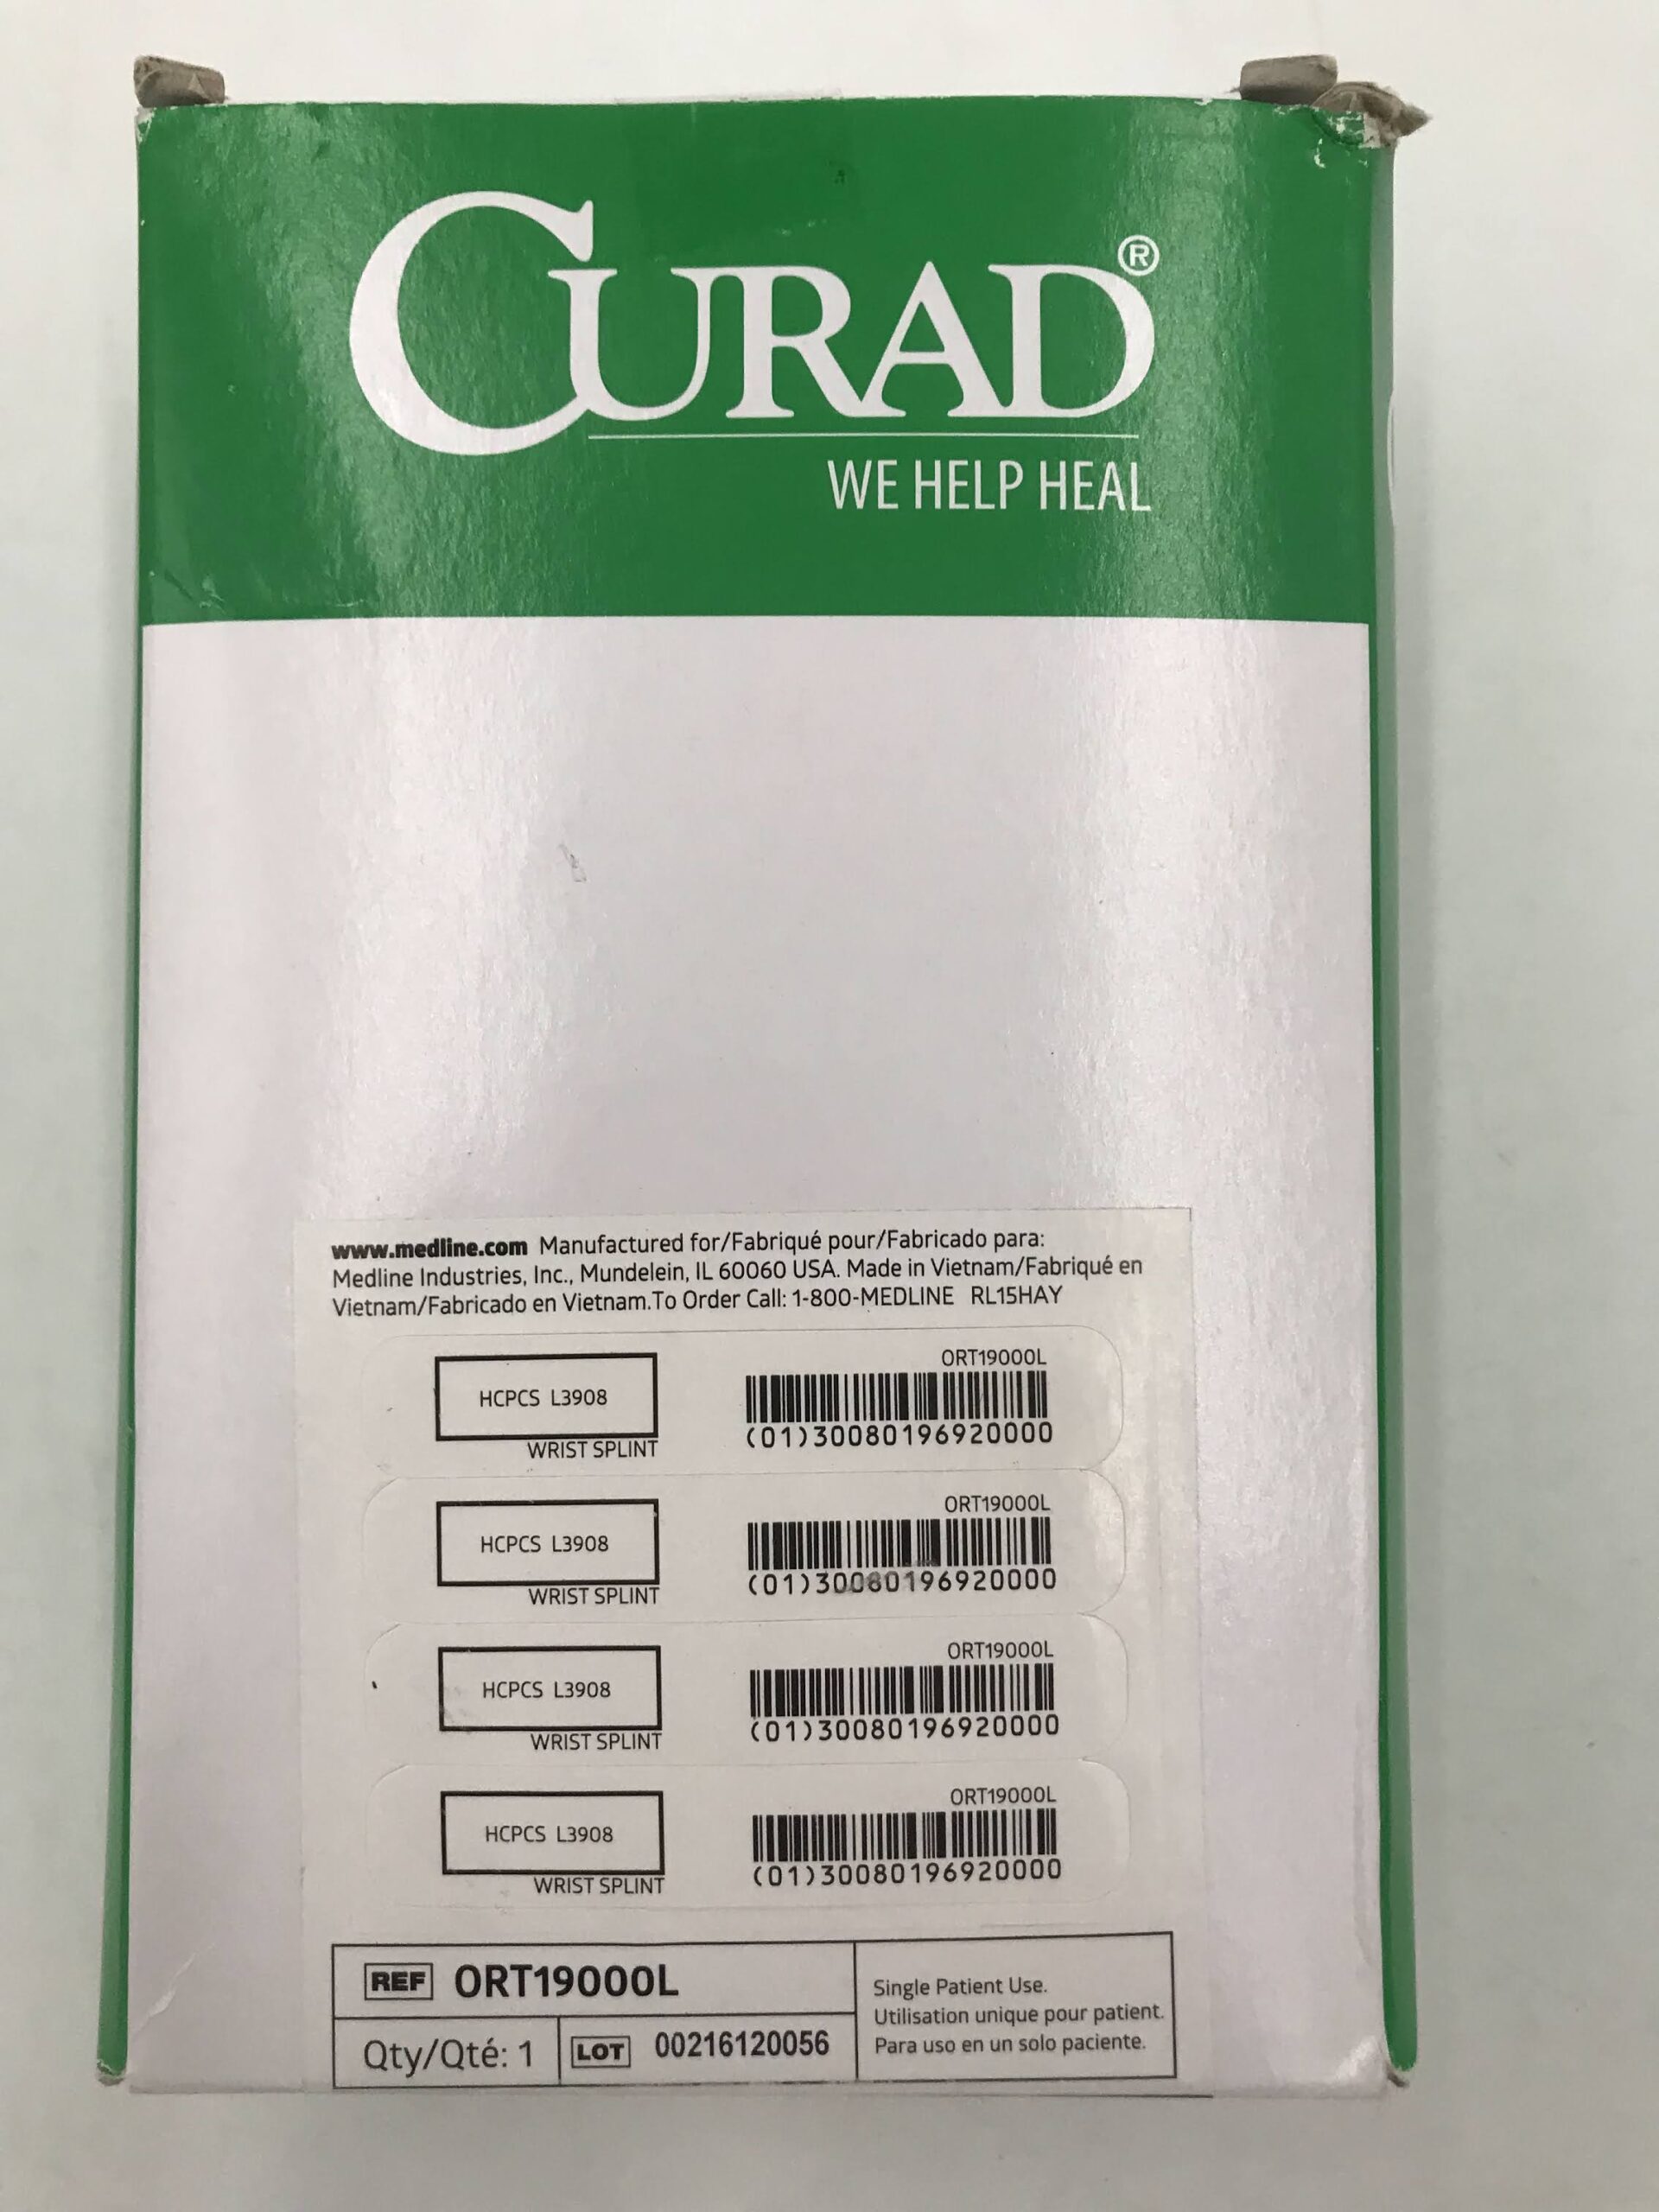 CURAD®
WE HELP HEAL
www.medline.com Manufactured for/Fabriqué pour/Fabricado para:
Medline Industries, Inc., Mundelein, IL 60060 USA. Made in Vietnam/Fabriqué en
Vietnam/Fabricado en Vietnam.To Order Call: 1-800-MEDLINE RL15HAY
ORT19000L
HCPCS L3908
(01)30080196920000
WRIST SPLINT
ORT19000L
HCPCS L3908
(01)30080196920000
WRIST SPLINT
ORT19000L
HCPCS L3908
(01)30080196920000
WRIST SPLINT
ORT19000L
HCPCS L3908
(01)30080196920000
WRIST SPLINT
REF ORT19000L
Qty/Qté: 1 LOT 00216120056
Single Patient Use.
Utilisation unique pour patient.
Para uso en un solo paciente.